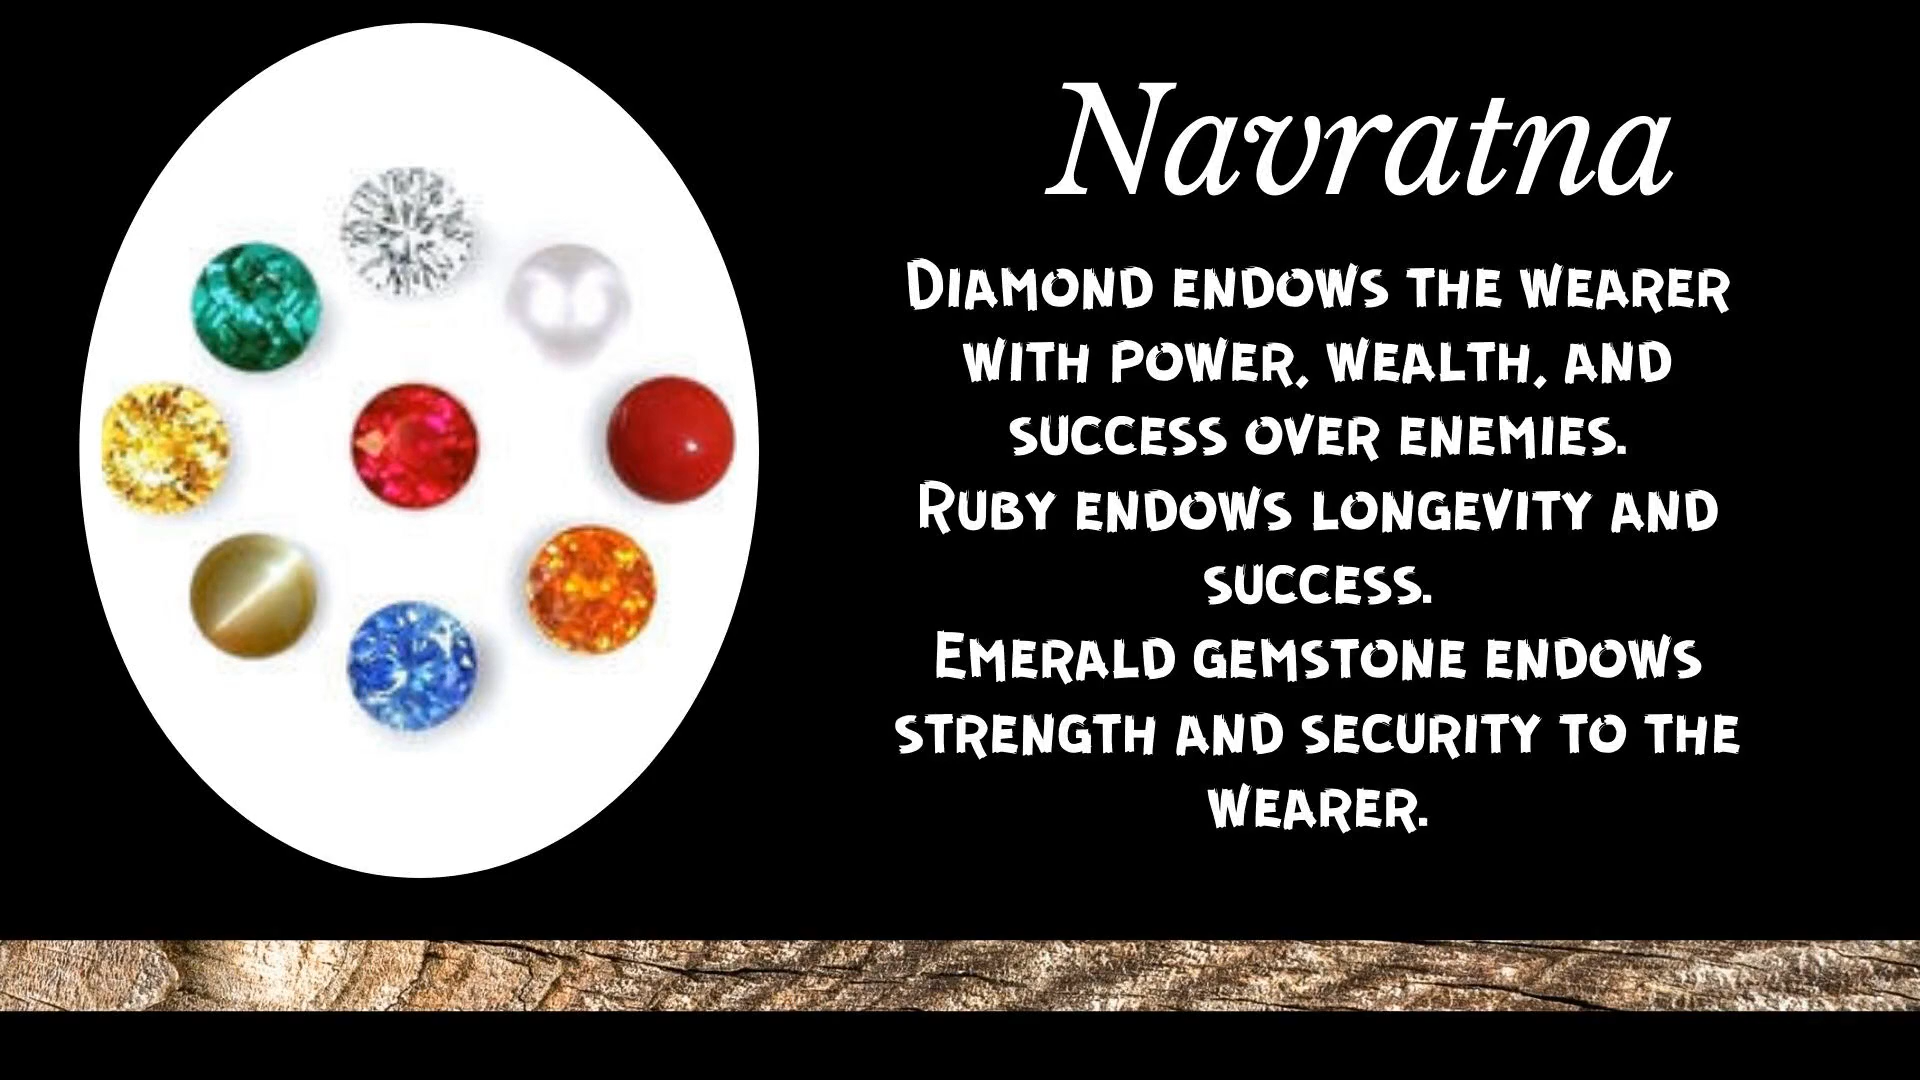 Navratna
Diamond endows the wearer
with power, wealth, and
success over enemies.
Ruby endows longevity and
success.
Emerald gemstone endows
strength and security to the
wearer.